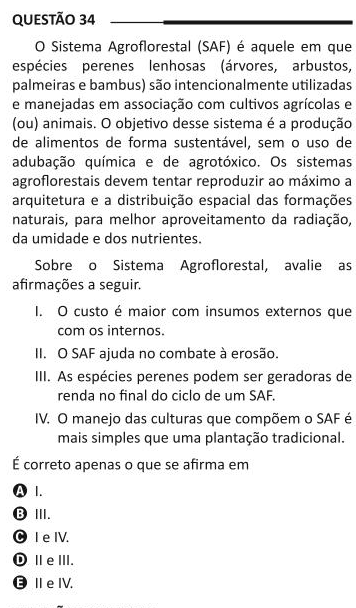 QUESTÃO 34
O Sistema Agroflorestal (SAF) é aquele em que
espécies perenes lenhosas (árvores, arbustos,
palmeiras e bambus) são intencionalmente utilizadas
e manejadas em associação com cultivos agrícolas e
(ou) animais. O objetivo desse sistema é a produção
de alimentos de forma sustentável, sem o uso de
adubação química e de agrotóxico. Os sistemas
agroflorestais devem tentar reproduzir ao máximo a
arquitetura e a distribuição espacial das formações
naturais, para melhor aproveitamento da radiação,
da umidade e dos nutrientes.
Sobre o Sistema Agroflorestal, avalie as
afirmações a seguir.
I. O custo é maior com insumos externos que
com os internos.
II. O SAF ajuda no combate à erosão.
III. As espécies perenes podem ser geradoras de
renda no final do ciclo de um SAF.
IV. O manejo das culturas que compõem o SAF é
mais simples que uma plantação tradicional.
É correto apenas o que se afirma em
A I.
B III.
C I e IV.
D II e III.
E II e IV.